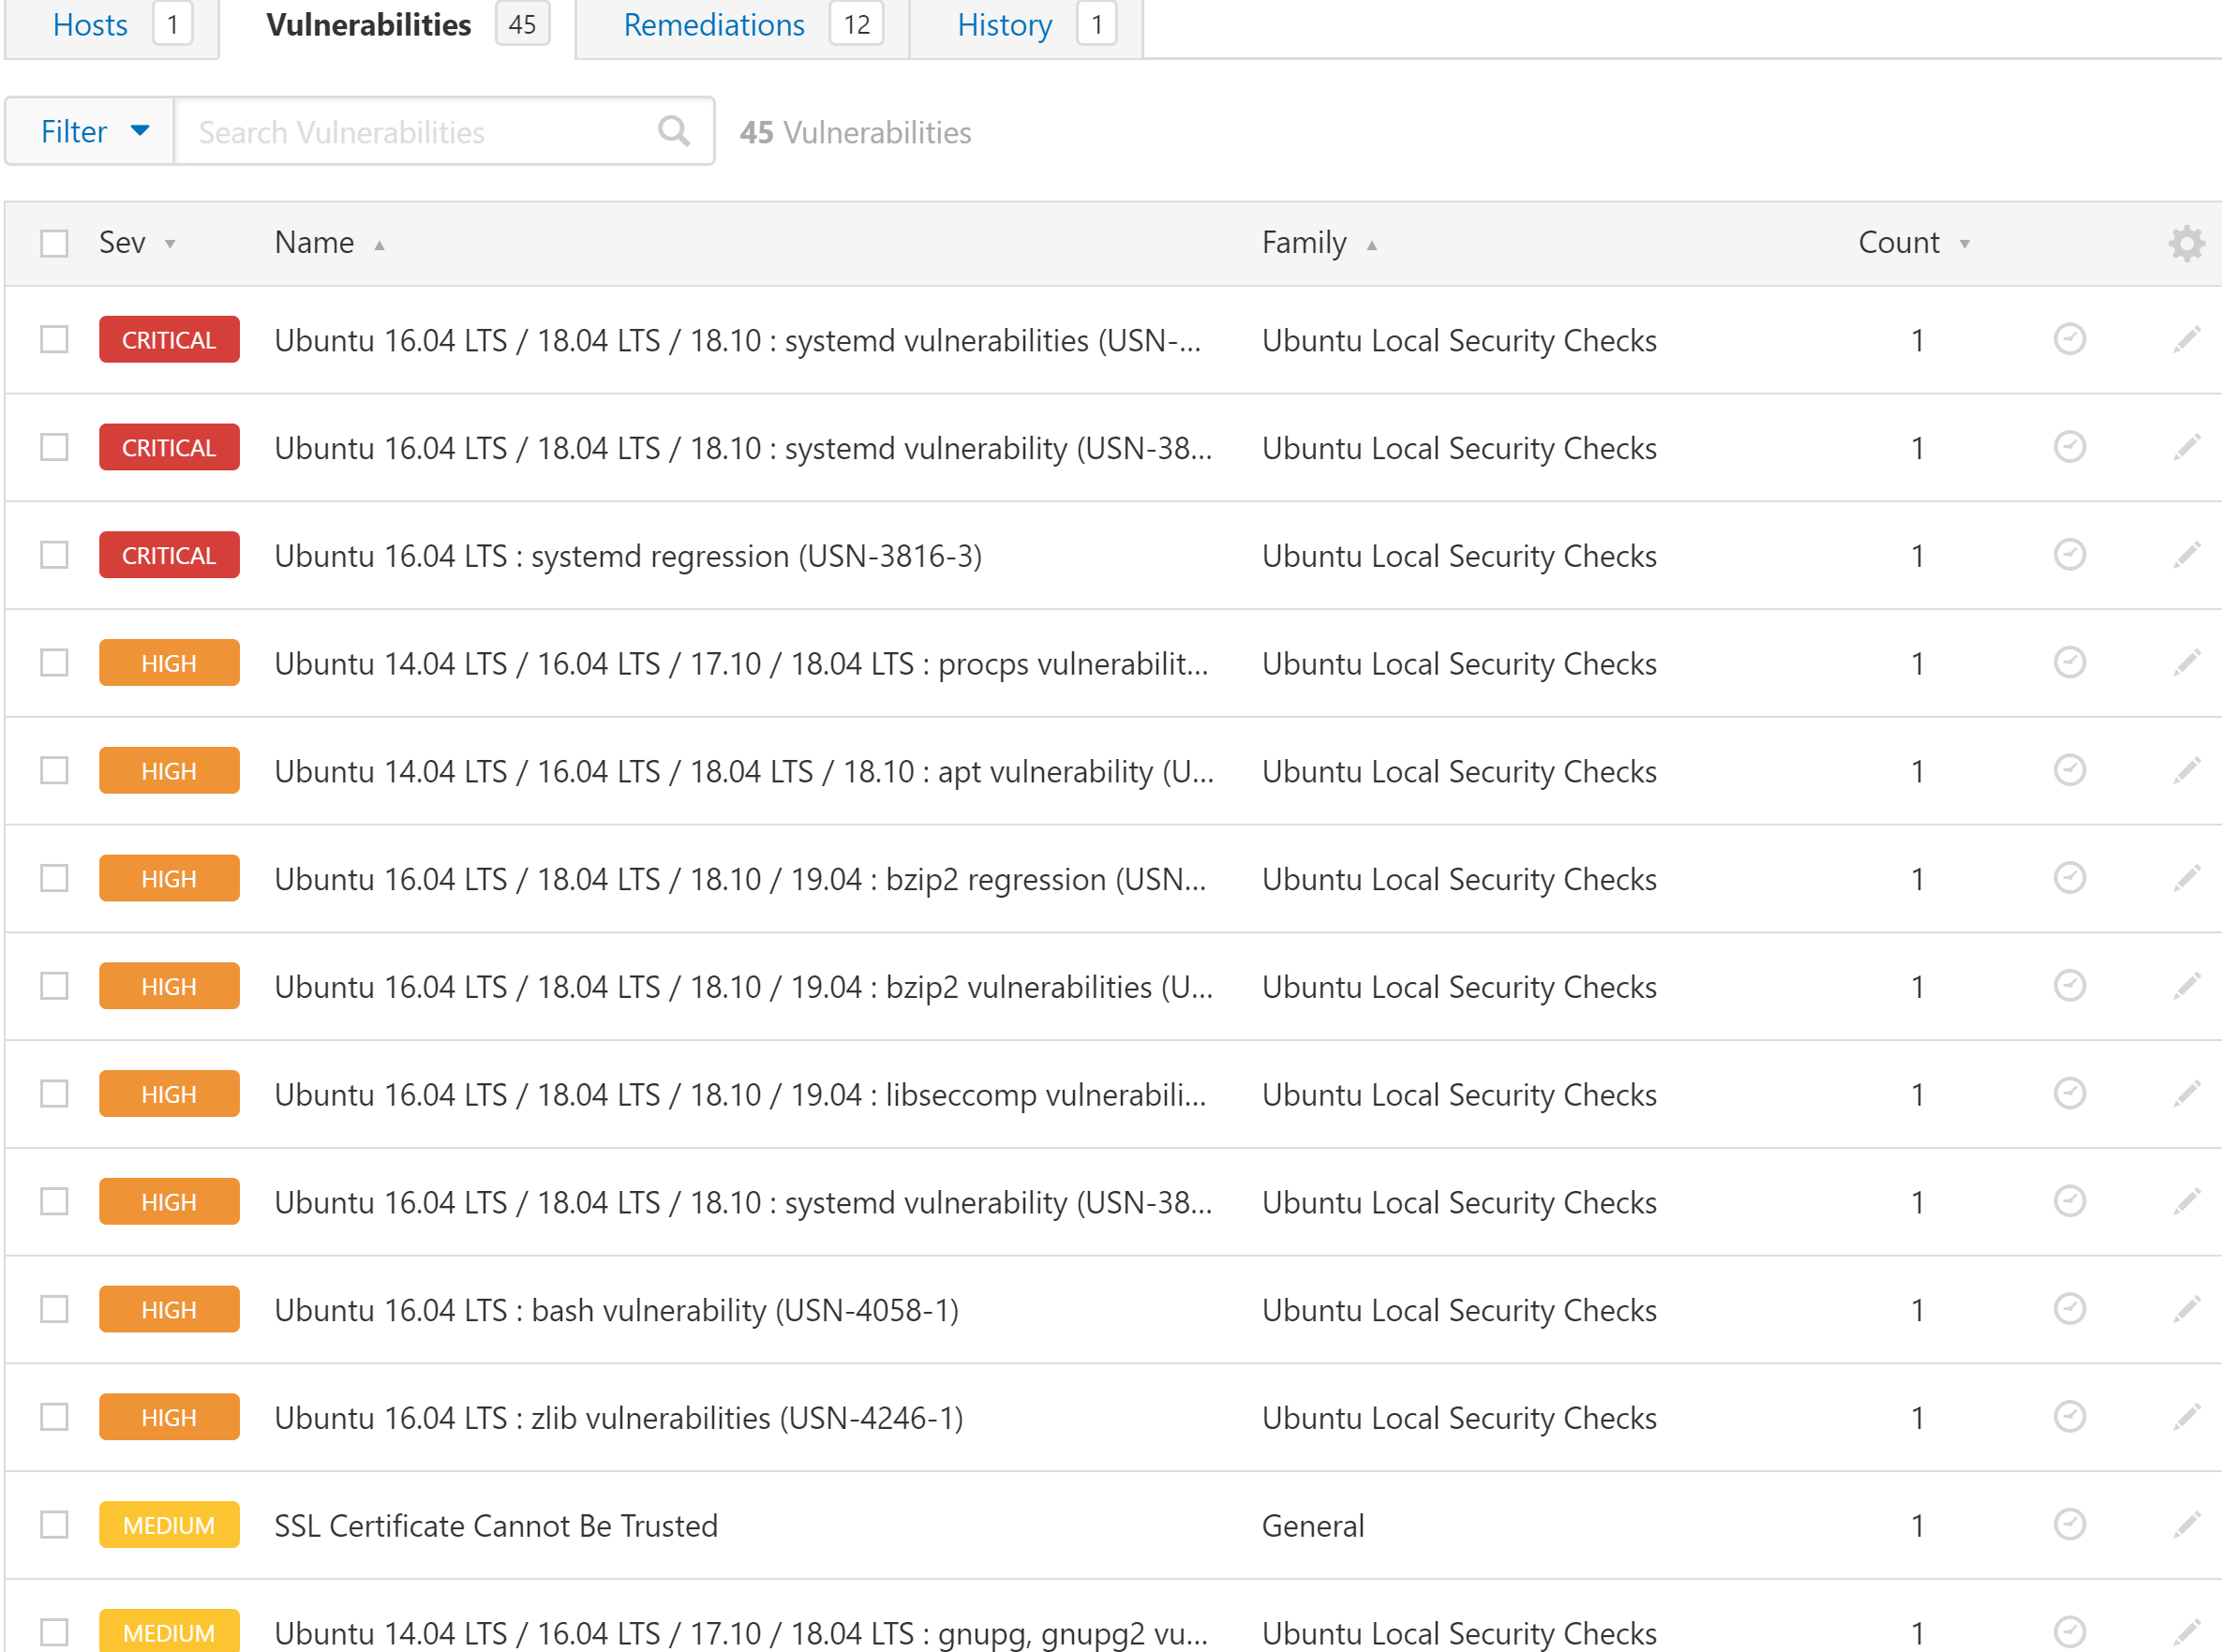 Hosts 1 Vulnerabilities 45 Remediations 12 History 1
Filter Search Vulnerabilities 45 Vulnerabilities
Sev Name Family Count
CRITICAL Ubuntu 16.04 LTS / 18.04 LTS / 18.10 : systemd vulnerabilities (USN-... Ubuntu Local Security Checks 1
CRITICAL Ubuntu 16.04 LTS / 18.04 LTS / 18.10 : systemd vulnerability (USN-38... Ubuntu Local Security Checks 1
CRITICAL Ubuntu 16.04 LTS : systemd regression (USN-3816-3) Ubuntu Local Security Checks 1
HIGH Ubuntu 14.04 LTS / 16.04 LTS / 17.10 / 18.04 LTS : procps vulnerabilit... Ubuntu Local Security Checks 1
HIGH Ubuntu 14.04 LTS / 16.04 LTS / 18.04 LTS / 18.10 : apt vulnerability (U... Ubuntu Local Security Checks 1
HIGH Ubuntu 16.04 LTS / 18.04 LTS / 18.10 / 19.04 : bzip2 regression (USN... Ubuntu Local Security Checks 1
HIGH Ubuntu 16.04 LTS / 18.04 LTS / 18.10 / 19.04 : bzip2 vulnerabilities (U... Ubuntu Local Security Checks 1
HIGH Ubuntu 16.04 LTS / 18.04 LTS / 18.10 / 19.04 : libseccomp vulnerabili... Ubuntu Local Security Checks 1
HIGH Ubuntu 16.04 LTS / 18.04 LTS / 18.10 : systemd vulnerability (USN-38... Ubuntu Local Security Checks 1
HIGH Ubuntu 16.04 LTS : bash vulnerability (USN-4058-1) Ubuntu Local Security Checks 1
HIGH Ubuntu 16.04 LTS : zlib vulnerabilities (USN-4246-1) Ubuntu Local Security Checks 1
MEDIUM SSL Certificate Cannot Be Trusted General 1
MEDIUM Ubuntu 14.04 LTS / 16.04 LTS / 17.10 / 18.04 LTS : gnupg, gnupg2 vu... Ubuntu Local Security Checks 1